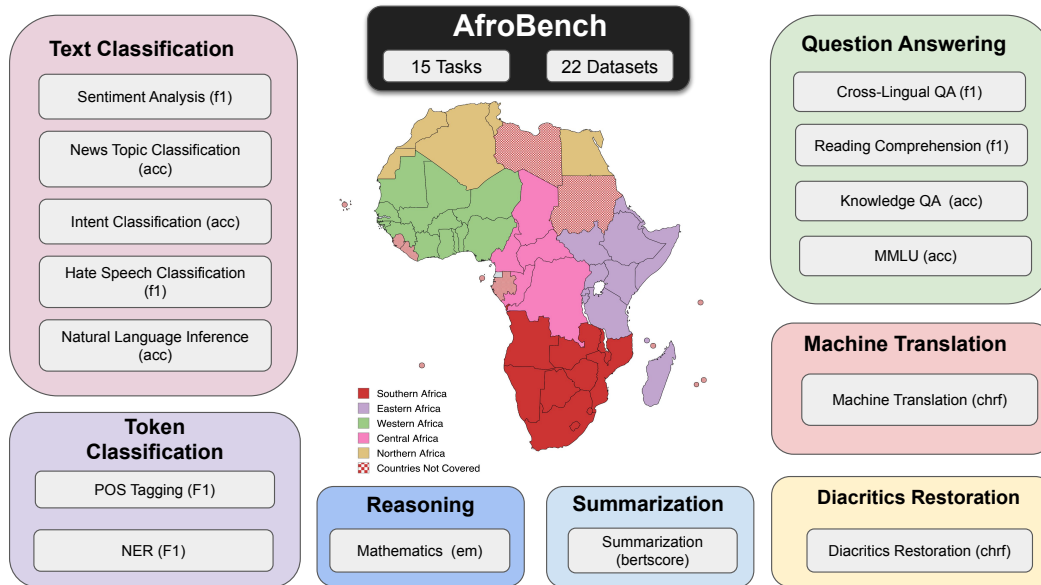 AfroBench
15 Tasks
22 Datasets
Text Classification
Sentiment Analysis (f1)
News Topic Classification
(acc)
Intent Classification (acc)
Hate Speech Classification
(f1)
Natural Language Inference
(acc)
Token
Classification
POS Tagging (F1)
NER (F1)
Southern Africa
Eastern Africa
Western Africa
Central Africa
Northern Africa
Countries Not Covered
Reasoning
Mathematics (em)
Summarization
Summarization
(bertscore)
Question Answering
Cross-Lingual QA (f1)
Reading Comprehension (f1)
Knowledge QA (acc)
MMLU (acc)
Machine Translation
Machine Translation (chrf)
Diacritics Restoration
Diacritics Restoration (chrf)